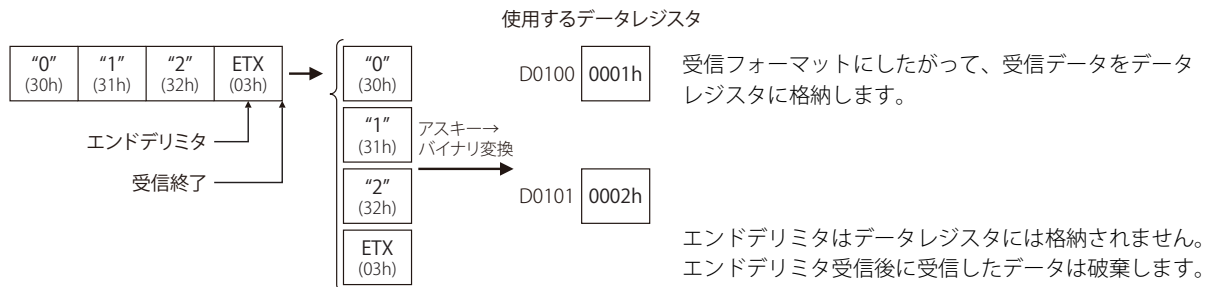 使用するデータレジスタ
“0” “1” “2” ETX
(30h) (31h) (32h) (03h)
エンドデリミタ
受信終了
“0”
(30h)
“1”
(31h)
“2”
(32h)
ETX
(03h)
アスキー→
バイナリ変換
D0100 0001h
D0101 0002h
受信フォーマットにしたがって、受信データをデータ
レジスタに格納します。
エンドデリミタはデータレジスタには格納されません。
エンドデリミタ受信後に受信したデータは破棄します。